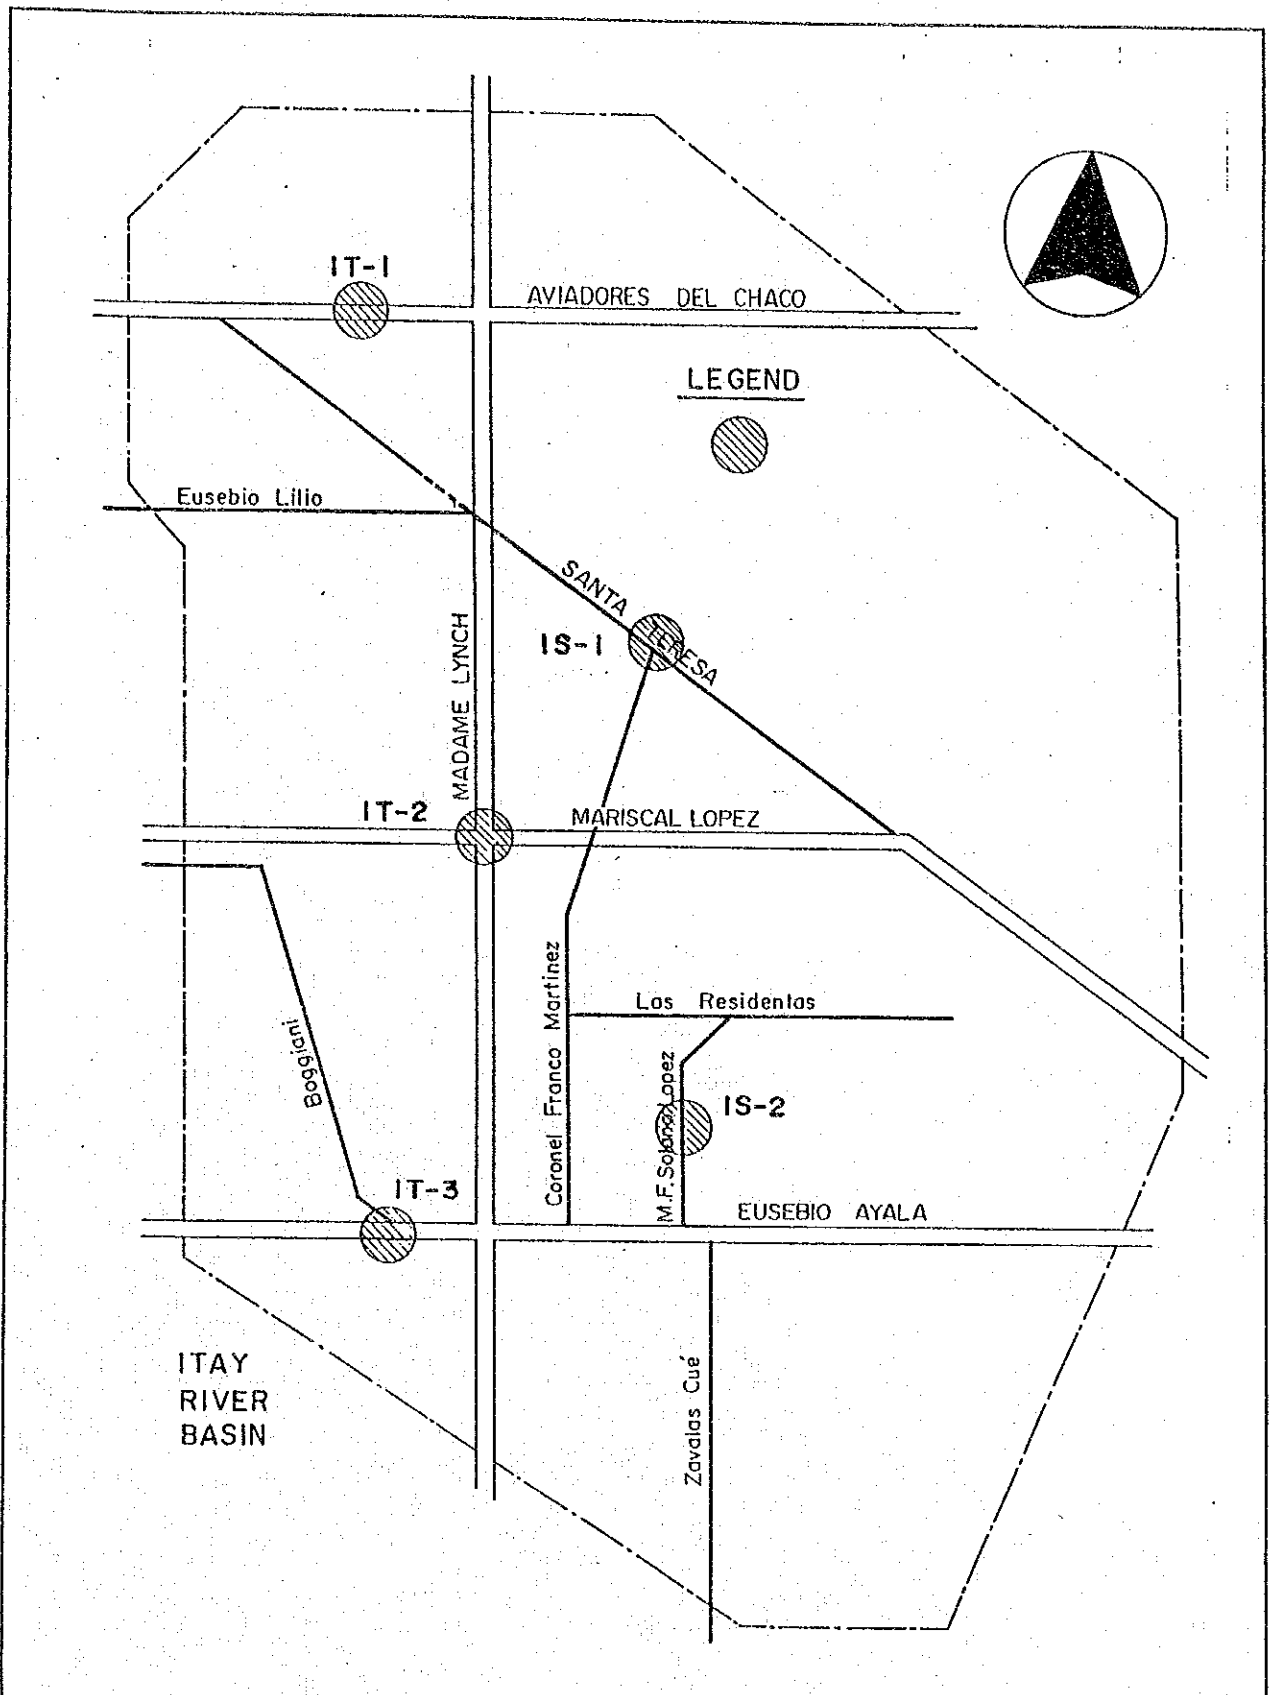 IT-1
AVIADORES DEL CHACO
LEGEND
Eusebio Lilio
SANTA TERESA
IS-1
MADAME LYNCH
IT-2
MARISCAL LOPEZ
Coronel Franco Martinez
Las Residentas
Boggiani
M.F. Solano Lopez
IS-2
IT-3
EUSEBIO AYALA
ITAY
RIVER
BASIN
Zavalas Cué